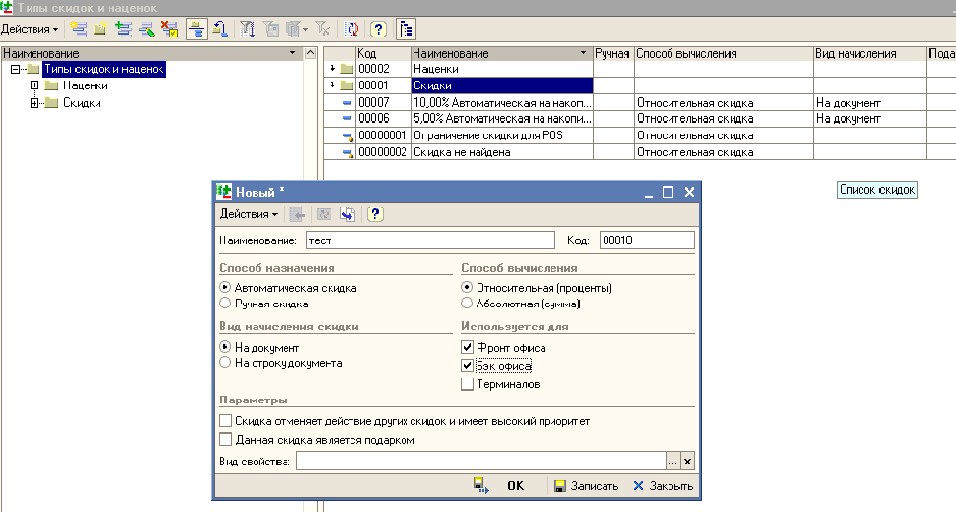 Типы скидок и наценок
Действия
Наименование
Типы скидок и наценок
Наценки
Скидки
Код Наименование Ручная Способ вычисления Вид начисления Пода
00002 Наценки
00001 Скидки
00007 10,00% Автоматическая на накоп... Относительная скидка На документ
00006 5,00% Автоматическая на накопи... Относительная скидка На документ
00000001 Ограничение скидки для POS Относительная скидка
00000002 Скидка не найдена Относительная скидка
Список скидок
Новый *
Действия
Наименование: тест Код: 00010
Способ назначения Способ вычисления
Автоматическая скидка Относительная (проценты)
Ручная скидка Абсолютная (сумма)
Вид начисления скидки Используется для
На документ Фронт офиса
На строку документа Бэк офиса
Терминалов
Параметры
Скидка отменяет действие других скидок и имеет высокий приоритет
Данная скидка является подарком
Вид свойства: ... x
OK Записать Закрыть